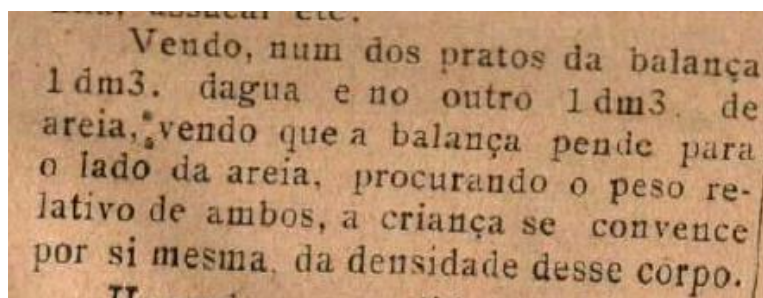 assucar etc.
Vendo, num dos pratos da balança
1 dm3. dagua e no outro 1 dm3. de
areia, vendo que a balança pende para
o lado da areia, procurando o peso re-
lativo de ambos, a criança se convence
por si mesma. da densidade desse corpo.